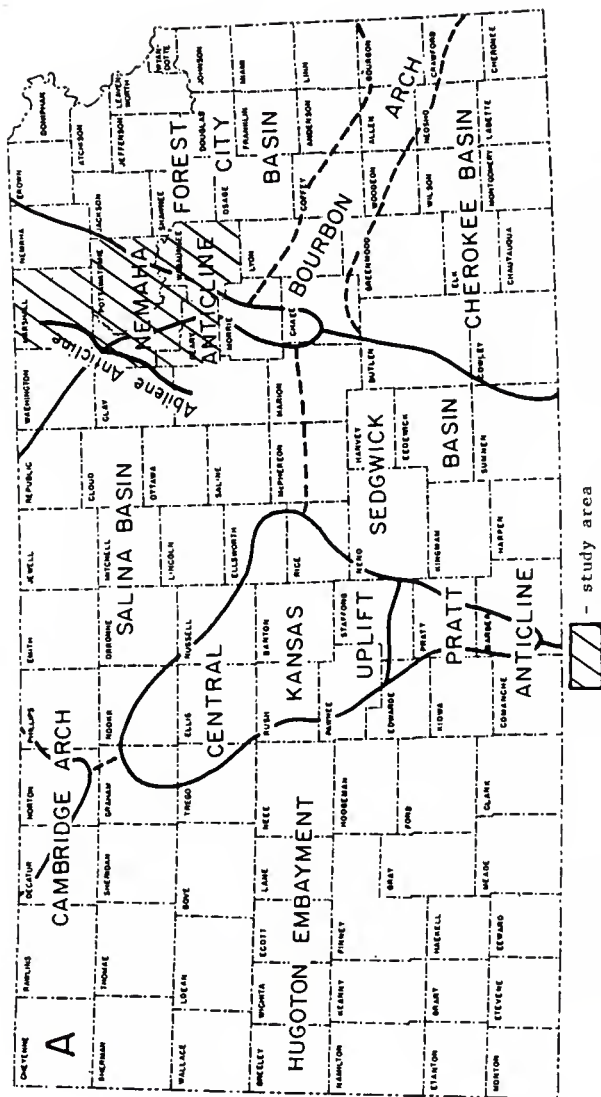 CHEYENNE
RAWLINS
DECATUR
NORTON
PHILLIPS
EMITH
JEWELL
REPUBLIC
WASHINGTON
MARSHALL
NEMAHA
BROWN
DONIPHAN
A
CAMBRIDGE ARCH
SHERMAN
THOMAS
SHERIDAN
GRAHAM
ROOKS
OSBORNE
MITCHELL
CLOUD
CLAY
POTTAWATOMIE
JACKSON
ATCHISON
JEFFERSON
LEAVEN
WORTH
WYAN-
DOTTE
SALINA BASIN
Abilene Anticline
NEMAHA
ANTICLINE
WALLACE
LOGAN
GOVE
TREGO
ELLIS
RUSSELL
LINCOLN
OTTAWA
SALINE
GEARY
WABAUNSEE
SHAWNEE
DOUGLAS
JOHNSON
FOREST
CITY
BASIN
ELLSWORTH
MCPHERSON
MARION
MORRIS
LYON
OSAGE
FRANKLIN
MIAMI
GREELEY
WICHITA
SCOTT
LANE
NESS
RUSH
BARTON
RICE
CHASE
COFFEY
ANDERSON
LINN
CENTRAL
KANSAS
UPLIFT
HUGOTON EMBAYMENT
HAMILTON
KEARNY
FINNEY
HODGEMAN
PAWNEE
STAFFORD
RENO
HARVEY
BUTLER
GREENWOOD
WOODSON
ALLEN
BOURBON
BOURBON
ARCH
SEDGWICK
BASIN
STANTON
GRANT
HASKELL
GRAY
FORD
EDWARDS
PRATT
KIOWA
KINGMAN
SEDGWICK
ELK
WILSON
NEOSHO
CRAWFORD
PRATT
ANTICLINE
CHEROKEE BASIN
MORTON
STEVENS
SEWARD
MEADE
CLARK
COMANCHE
BARBER
HARPER
SUMNER
COWLEY
CHAUTAUQUA
MONTGOMERY
LABETTE
CHEROKEE
- study area